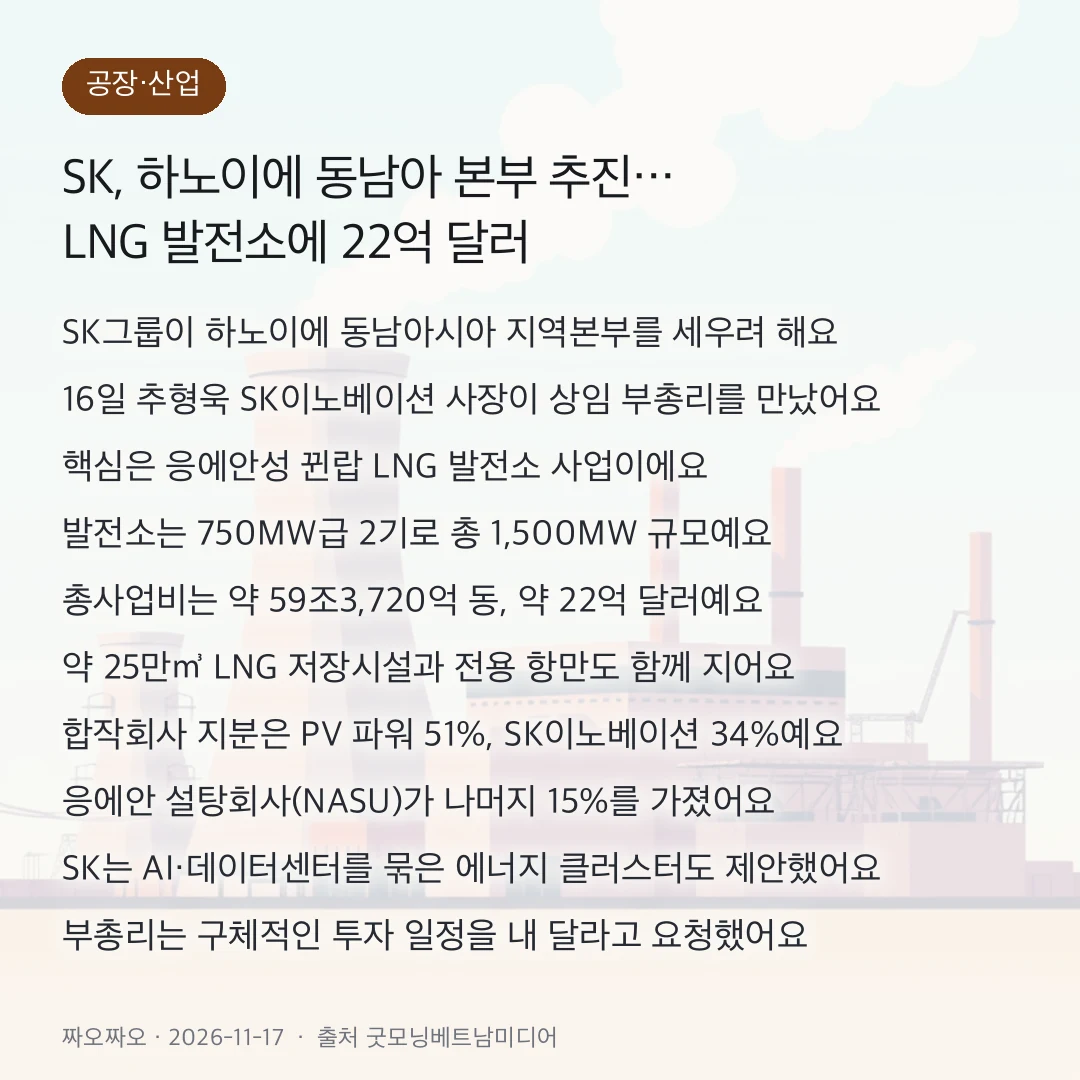 공장·산업
SK, 하노이에 동남아 본부 추진…
LNG 발전소에 22억 달러
SK그룹이 하노이에 동남아시아 지역본부를 세우려 해요
16일 추형욱 SK이노베이션 사장이 상임 부총리를 만났어요
핵심은 응에안성 뀐랍 LNG 발전소 사업이에요
발전소는 750MW급 2기로 총 1,500MW 규모예요
총사업비는 약 59조3,720억 동, 약 22억 달러예요
약 25만㎥ LNG 저장시설과 전용 항만도 함께 지어요
합작회사 지분은 PV 파워 51%, SK이노베이션 34%예요
응에안 설탕회사(NASU)가 나머지 15%를 가졌어요
SK는 AI·데이터센터를 묶은 에너지 클러스터도 제안했어요
부총리는 구체적인 투자 일정을 내 달라고 요청했어요
짜오짜오 · 2026-11-17 · 출처 굿모닝베트남미디어